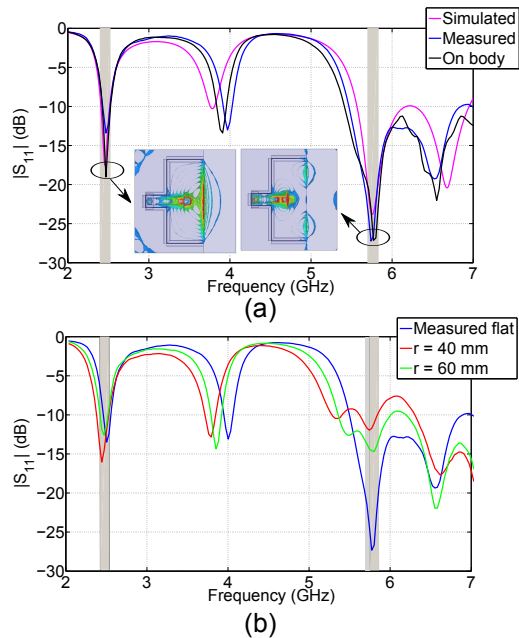 Simulated
Measured
On body
|S11| (dB)
0
−5
−10
−15
−20
−25
−30
2 3 4 5 6 7
Frequency (GHz)
(a)
Measured flat
r = 40 mm
r = 60 mm
|S11| (dB)
0
−5
−10
−15
−20
−25
−30
2 3 4 5 6 7
Frequency (GHz)
(b)